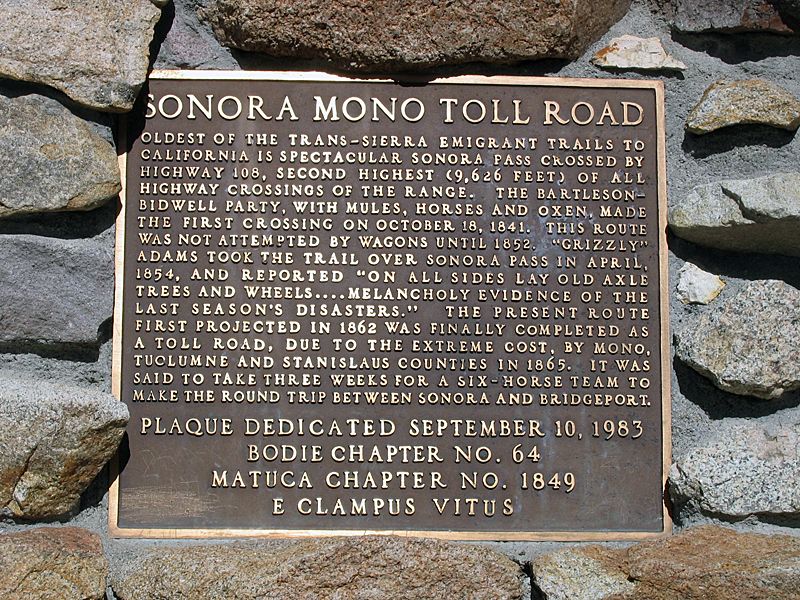 SONORA MONO TOLL ROAD
OLDEST OF THE TRANS-SIERRA EMIGRANT TRAILS TO
CALIFORNIA IS SPECTACULAR SONORA PASS CROSSED BY
HIGHWAY 108, SECOND HIGHEST (9,626 FEET) OF ALL
HIGHWAY CROSSINGS OF THE RANGE. THE BARTLESON-
BIDWELL PARTY, WITH MULES, HORSES AND OXEN, MADE
THE FIRST CROSSING ON OCTOBER 18, 1841. THIS ROUTE
WAS NOT ATTEMPTED BY WAGONS UNTIL 1852. "GRIZZLY"
ADAMS TOOK THE TRAIL OVER SONORA PASS IN APRIL,
1854, AND REPORTED "ON ALL SIDES LAY OLD AXLE
TREES AND WHEELS....MELANCHOLY EVIDENCE OF THE
LAST SEASON'S DISASTERS." THE PRESENT ROUTE
FIRST PROJECTED IN 1862 WAS FINALLY COMPLETED AS
A TOLL ROAD, DUE TO THE EXTREME COST, BY MONO,
TUOLUMNE AND STANISLAUS COUNTIES IN 1865. IT WAS
SAID TO TAKE THREE WEEKS FOR A SIX-HORSE TEAM TO
MAKE THE ROUND TRIP BETWEEN SONORA AND BRIDGEPORT.
PLAQUE DEDICATED SEPTEMBER 10, 1983
BODIE CHAPTER NO. 64
MATUCA CHAPTER NO. 1849
E CLAMPUS VITUS